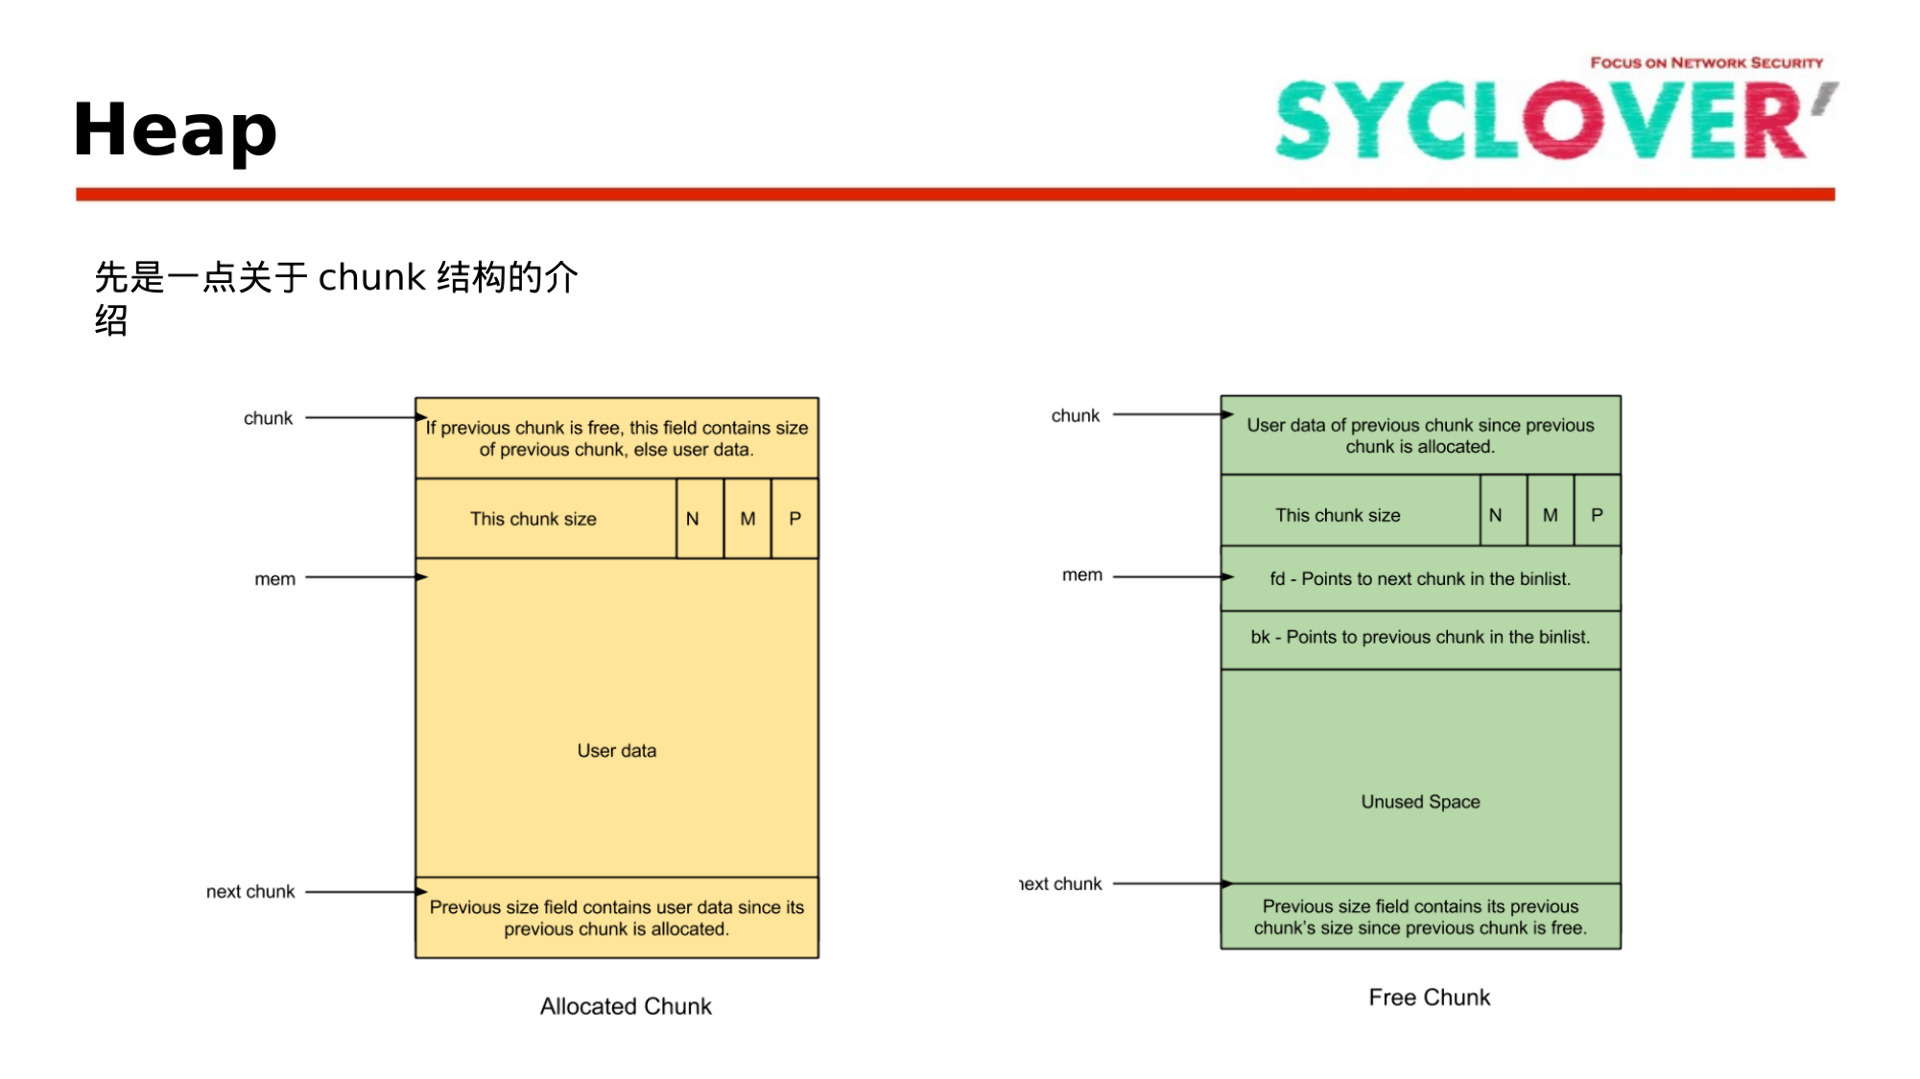 FOCUS ON NETWORK SECURITY
SYCLOVER'
Heap
先是一点关于 chunk 结构的介
绍
chunk
If previous chunk is free, this field contains size
of previous chunk, else user data.
This chunk size
N
M
P
mem
User data
next chunk
Previous size field contains user data since its
previous chunk is allocated.
Allocated Chunk
chunk
User data of previous chunk since previous
chunk is allocated.
This chunk size
N
M
P
mem
fd - Points to next chunk in the binlist.
bk - Points to previous chunk in the binlist.
Unused Space
next chunk
Previous size field contains its previous
chunk's size since previous chunk is free.
Free Chunk